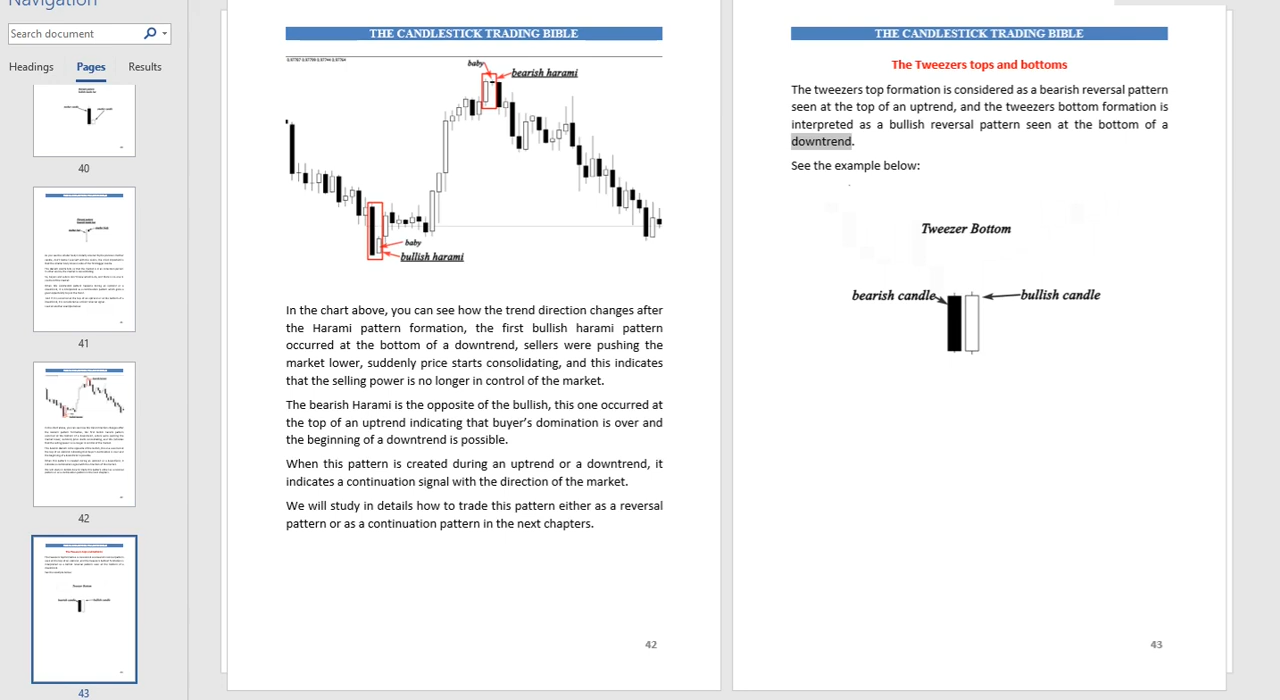 Navigation
Search document
Headings
Pages
Results
40
41
42
43
THE CANDLESTICK TRADING BIBLE
baby
bearish harami
baby
bullish harami
In the chart above, you can see how the trend direction changes after
the Harami pattern formation, the first bullish harami pattern
occurred at the bottom of a downtrend, sellers were pushing the
market lower, suddenly price starts consolidating, and this indicates
that the selling power is no longer in control of the market.
The bearish Harami is the opposite of the bullish, this one occurred at
the top of an uptrend indicating that buyer's domination is over and
the beginning of a downtrend is possible.
When this pattern is created during an uptrend or a downtrend, it
indicates a continuation signal with the direction of the market.
We will study in details how to trade this pattern either as a reversal
pattern or as a continuation pattern in the next chapters.
42
THE CANDLESTICK TRADING BIBLE
The Tweezers tops and bottoms
The tweezers top formation is considered as a bearish reversal pattern
seen at the top of an uptrend, and the tweezers bottom formation is
interpreted as a bullish reversal pattern seen at the bottom of a
downtrend.
See the example below:
Tweezer Bottom
bearish candle
bullish candle
43